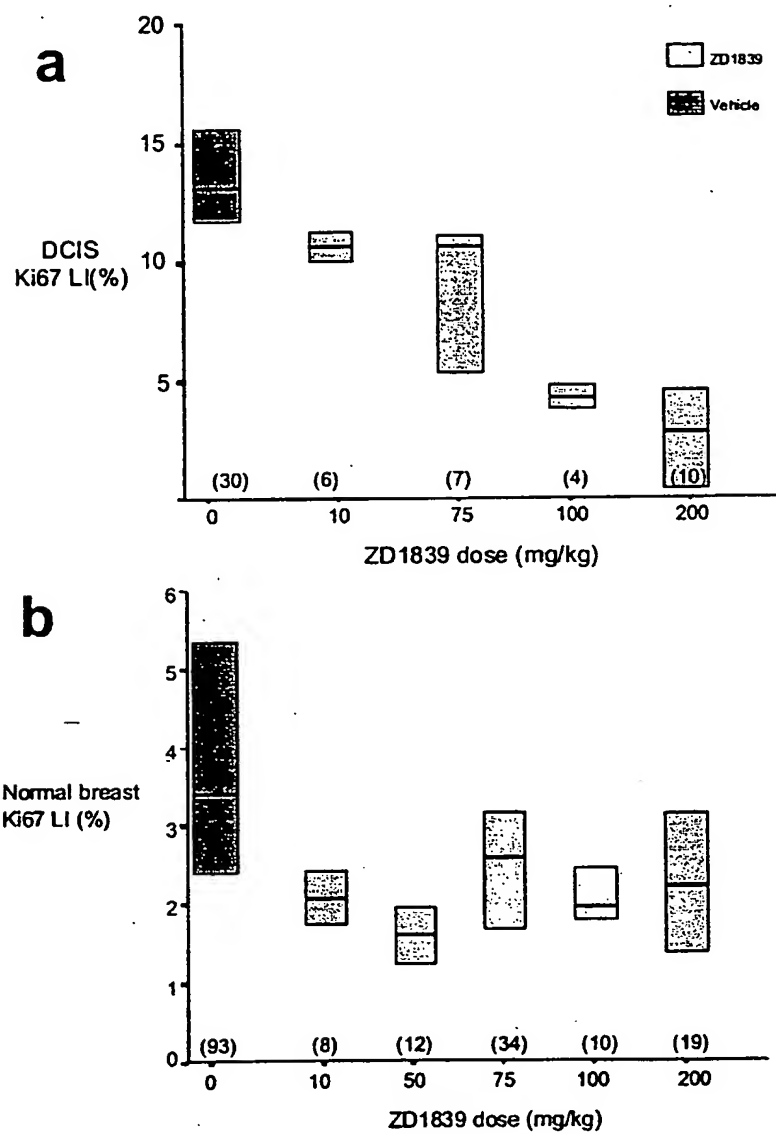 a
20
15
10
5
DCIS
Ki67 LI(%)
ZD1839
Vehicle
(30) (6) (7) (4) (10)
0 10 75 100 200
ZD1839 dose (mg/kg)
b
6
5
4
3
2
1
0
Normal breast
Ki67 LI (%)
(93) (8) (12) (34) (10) (19)
0 10 50 75 100 200
ZD1839 dose (mg/kg)